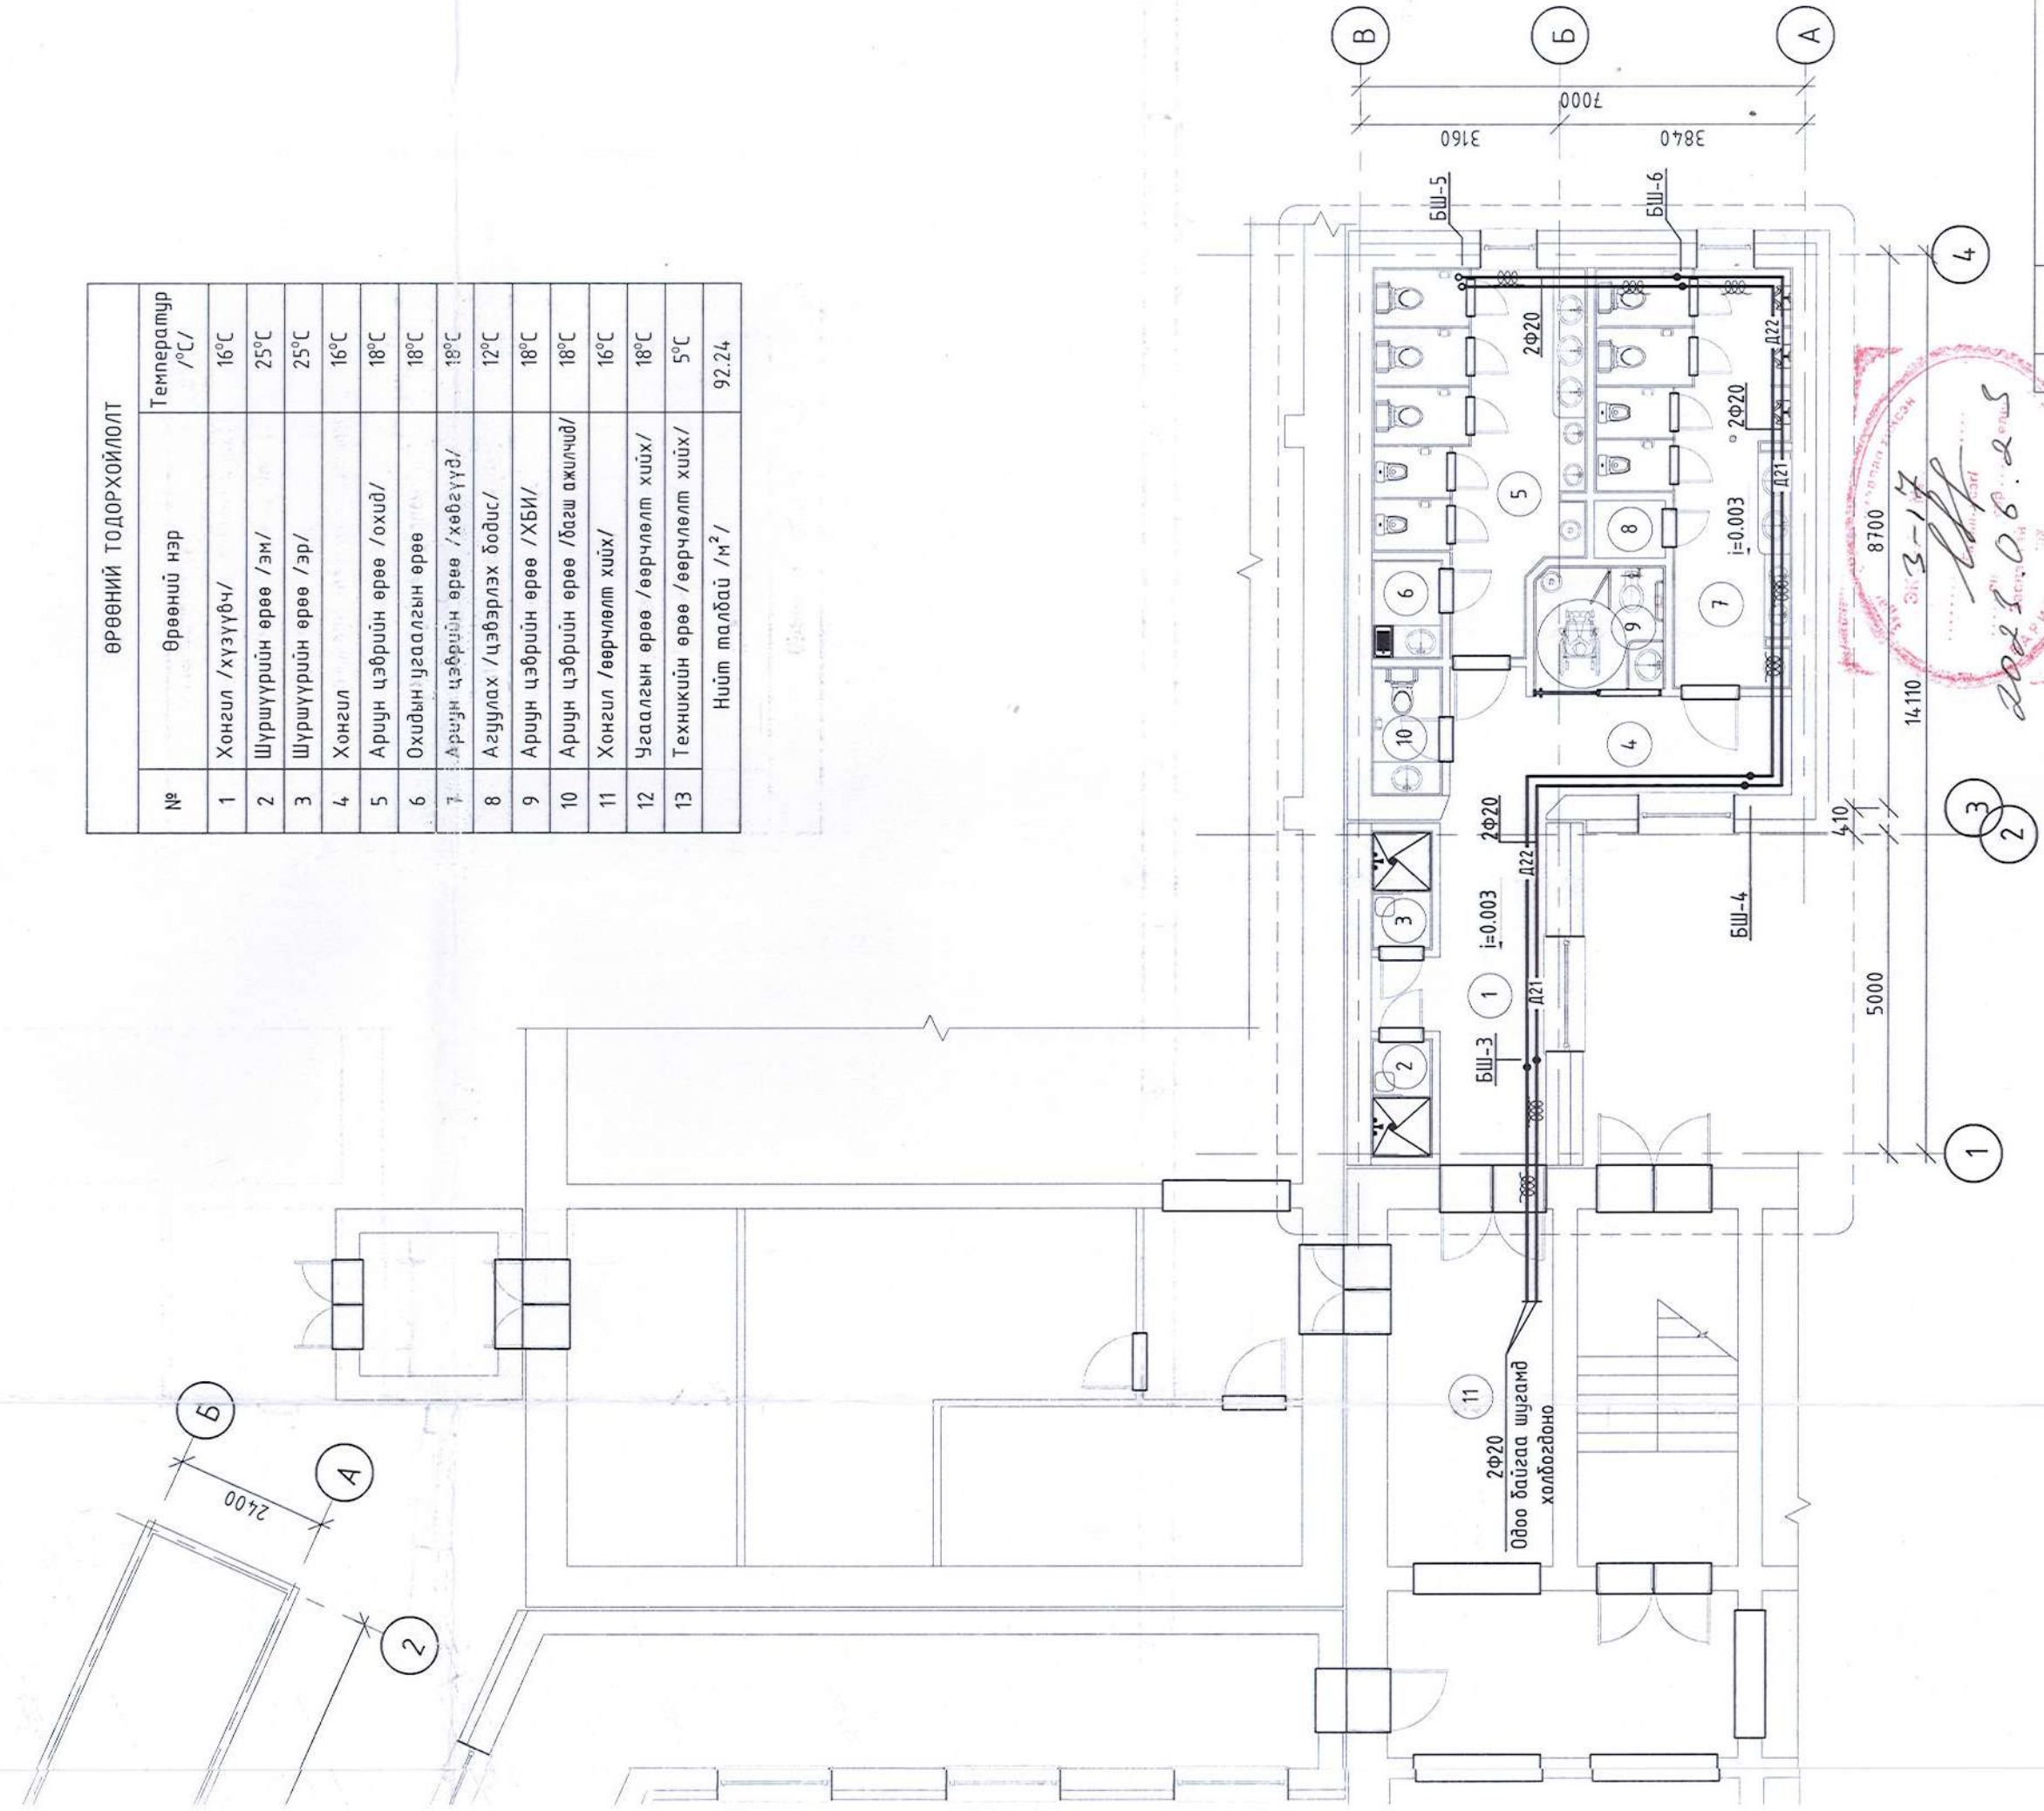 ӨРӨӨНИЙ ТОДОРХОЙЛОЛТ
№ Өрөөний нэр Температур /°C/
1 Хонгил /хүзүүвч/ 16°C
2 Шүршүүрийн өрөө /эм/ 25°C
3 Шүршүүрийн өрөө /эр/ 25°C
4 Хонгил 16°C
5 Ариун цэврийн өрөө /охид/ 18°C
6 Охидын угаалгын өрөө 18°C
7 Ариун цэврийн өрөө /хөвгүүд/ 18°C
8 Агуулах /цэвэрлэх бодис/ 12°C
9 Ариун цэврийн өрөө /ХБИ/ 18°C
10 Ариун цэврийн өрөө /багш ажилчид/ 18°C
11 Хонгил /өөрчлөлт хийх/ 16°C
12 Угаалгын өрөө /өөрчлөлт хийх/ 18°C
13 Техникийн өрөө /өөрчлөлт хийх/ 5°C
Нийт талбай /м²/ 92.24
Б
А
2400
2
В
Б
А
3160
3840
7000
БШ-5
БШ-6
2Ф20
Д22
2Ф20
Д21
i=0.003
5
6
7
8
9
10
4
2Ф20
Д22
i=0.003
3
1
Д21
БШ-3
2
БШ-4
11
2Ф20
Одоо байгаа шугамд
холбогдоно
410
8700
5000
14110
4
3
2
1
3-17
2023.06.25